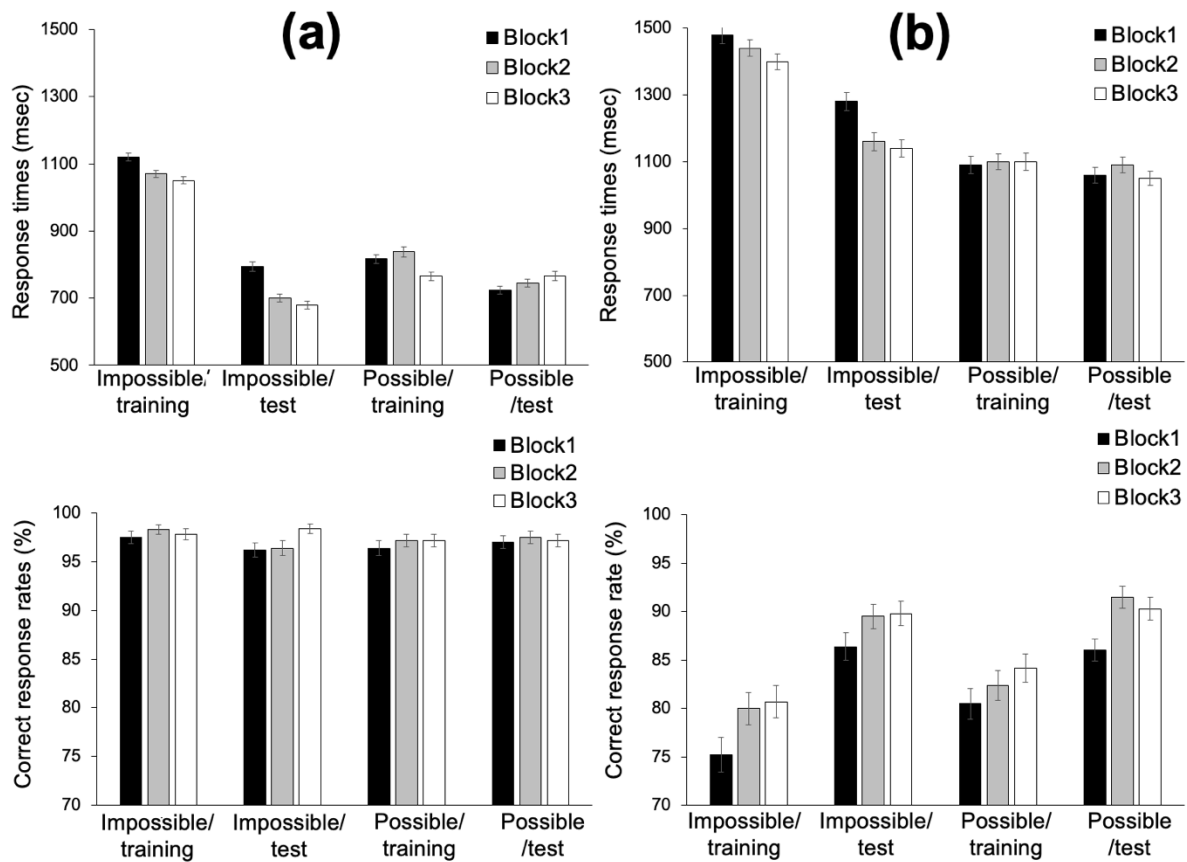 (a)
Block1
Block2
Block3
Response times (msec)
1500
1300
1100
900
700
500
Impossible/
training
Impossible/
test
Possible/
training
Possible
/test
(b)
Block1
Block2
Block3
Response times (msec)
1500
1300
1100
900
700
500
Impossible/
training
Impossible/
test
Possible/
training
Possible
/test
Block1
Block2
Block3
Correct response rates (%)
100
95
90
85
80
75
70
Impossible/
training
Impossible/
test
Possible/
training
Possible
/test
Block1
Block2
Block3
Correct response rate (%)
100
95
90
85
80
75
70
Impossible/
training
Impossible/
test
Possible/
training
Possible
/test